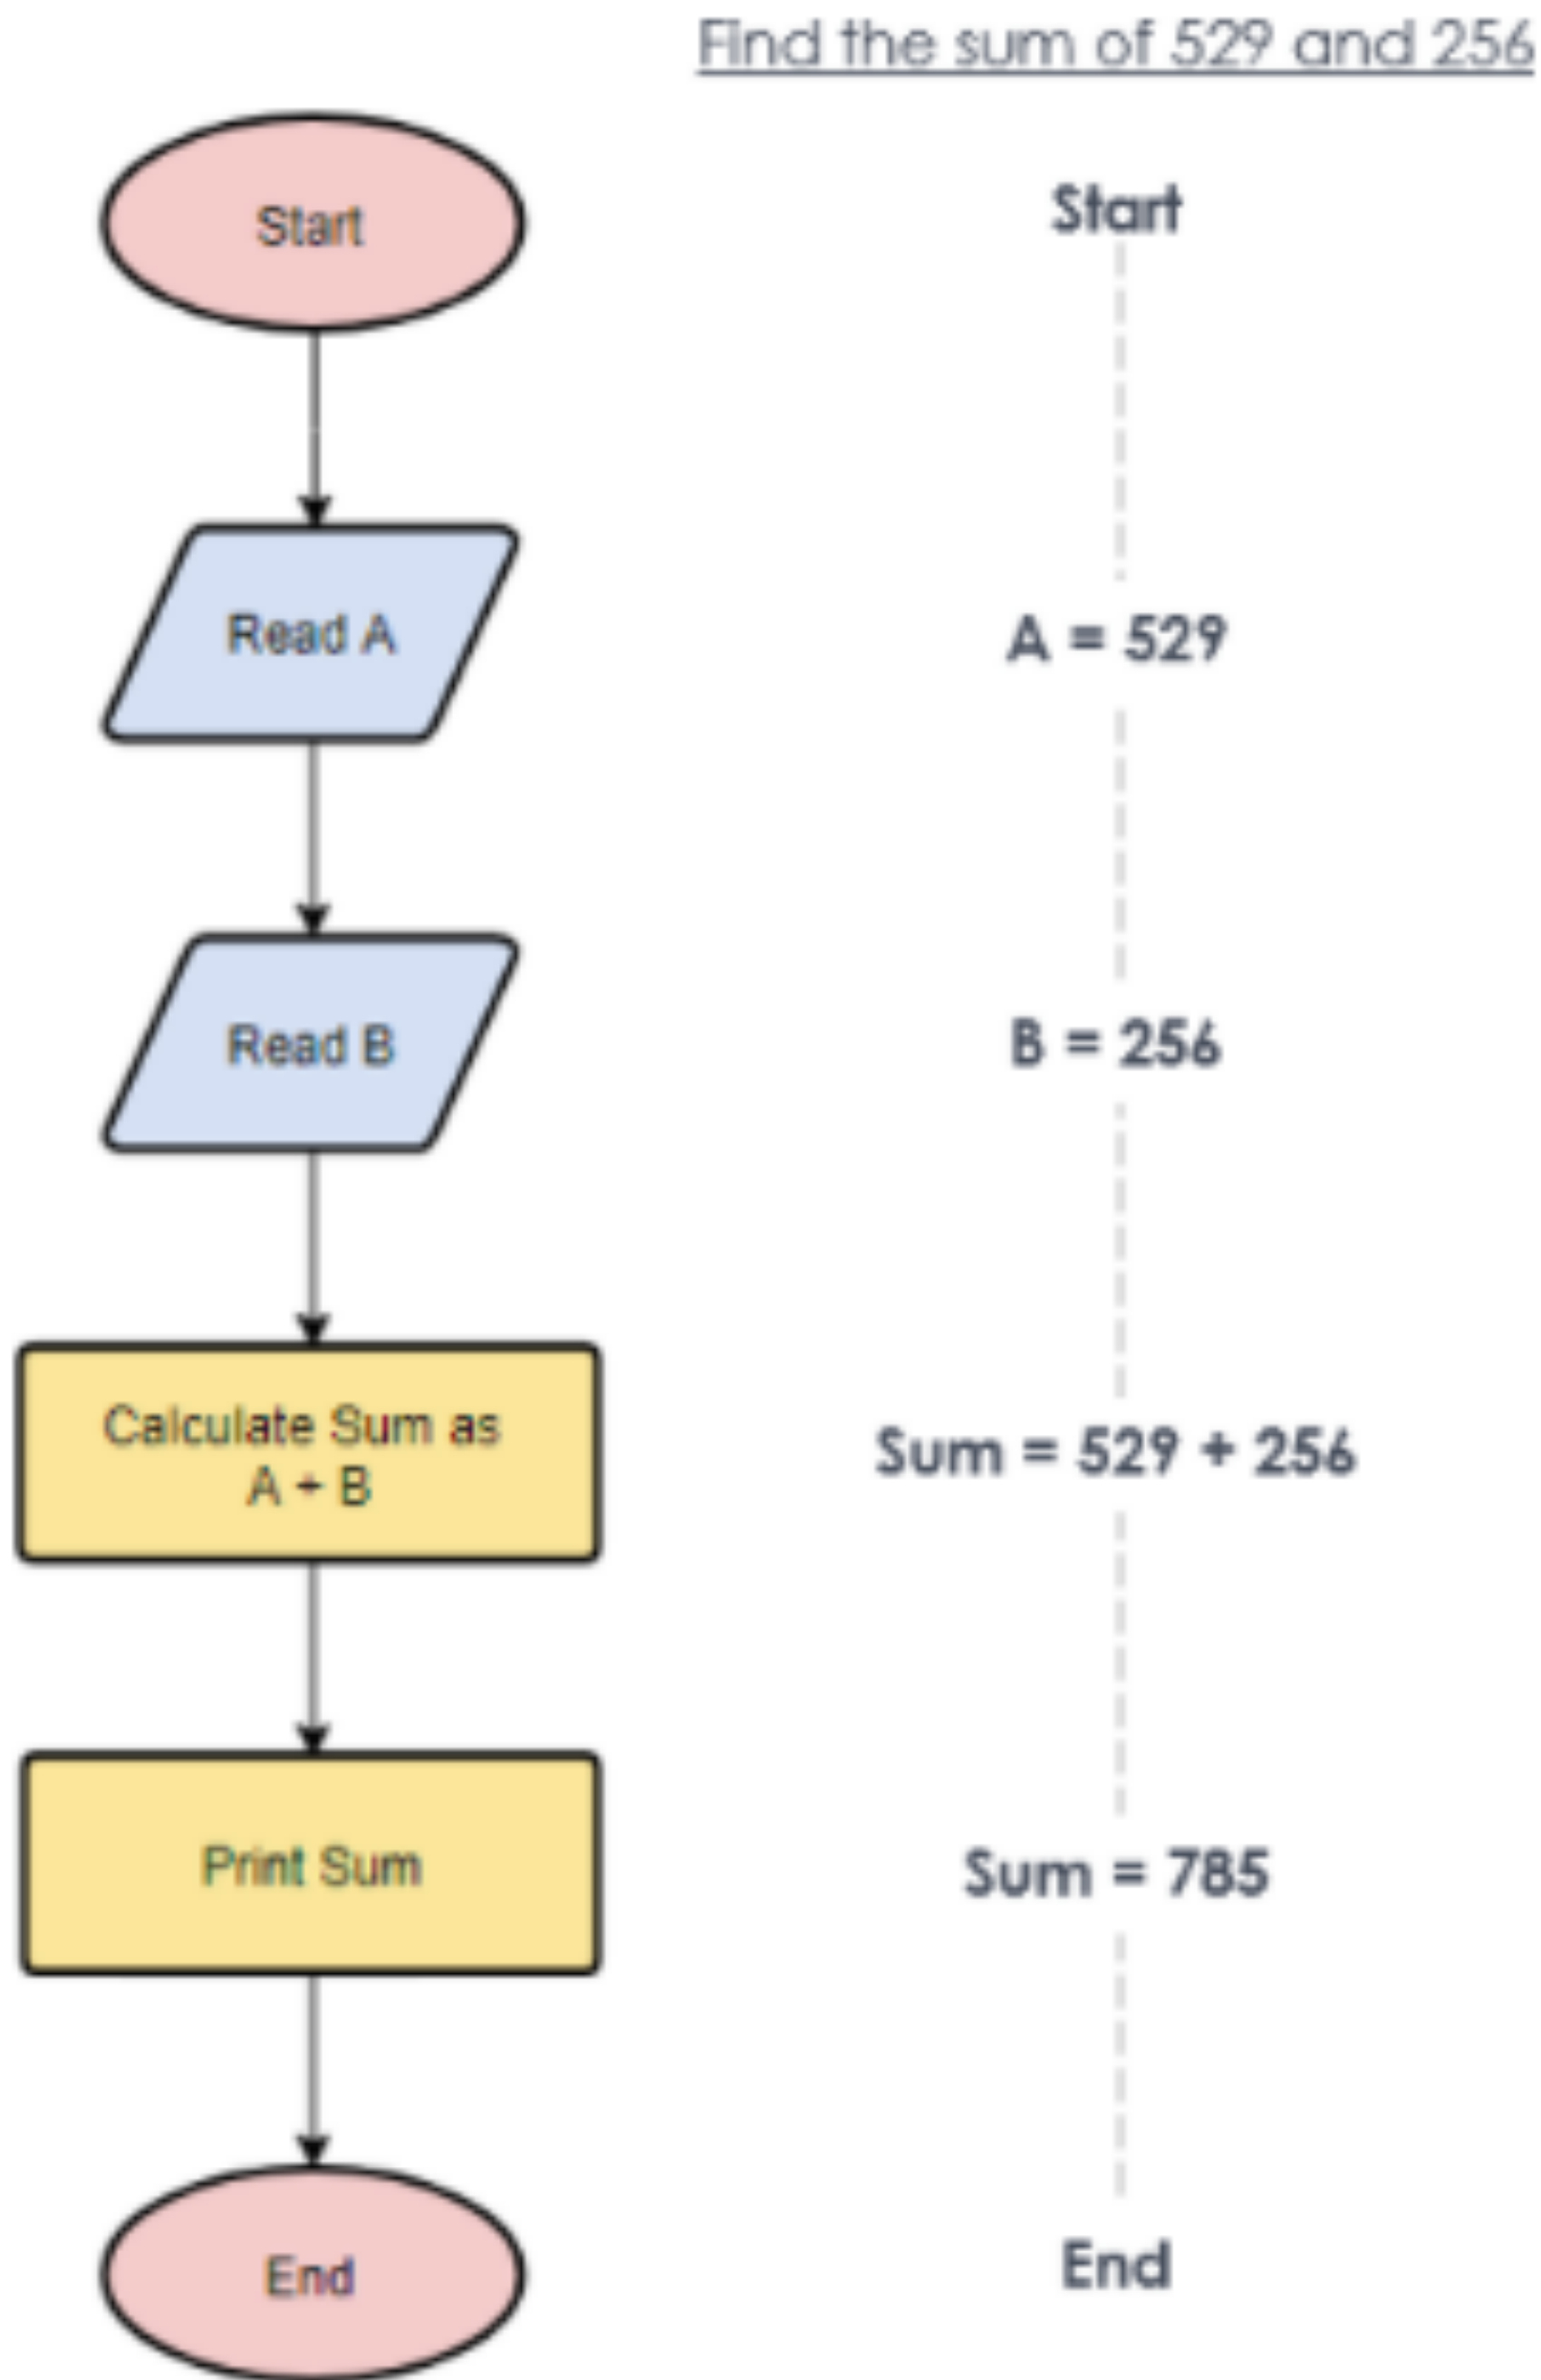 Find the sum of 529 and 256
Start
Start
Read A
A = 529
Read B
B = 256
Calculate Sum as
A + B
Sum = 529 + 256
Print Sum
Sum = 785
End
End